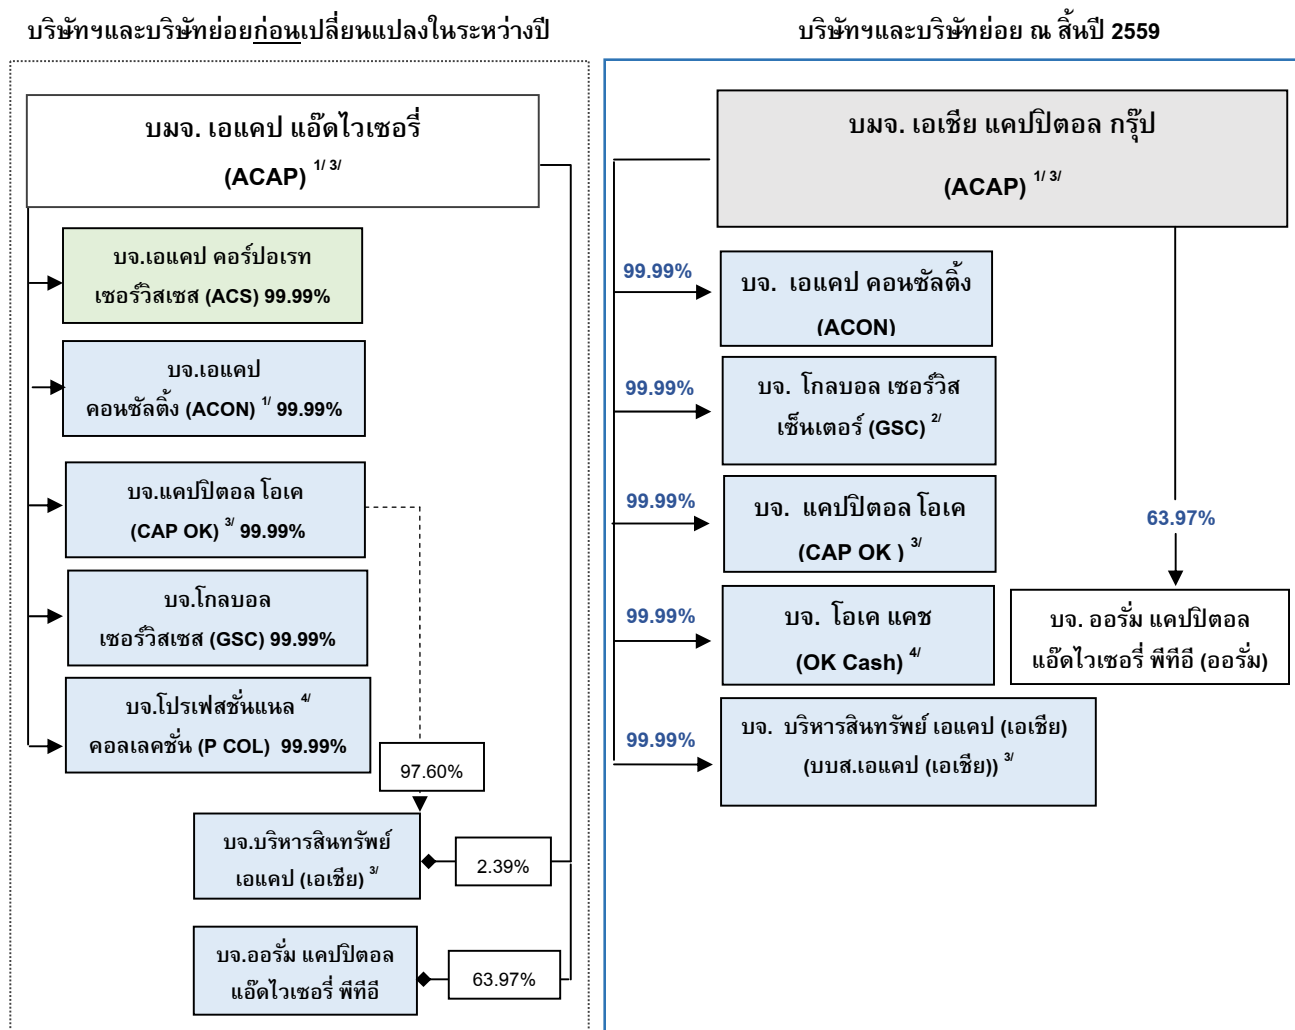 บริษัทฯและบริษัทย่อยก่อนเปลี่ยนแปลงในระหว่างปี
บมจ. เอแคป แอ๊ดไวเซอรี่
(ACAP) 1/ 3/
บจ.เอแคป คอร์ปอเรท
เซอร์วิสเซส (ACS) 99.99%
บจ.เอแคป
คอนซัลติ้ง (ACON) 1/ 99.99%
บจ.แคปปิตอล โอเค
(CAP OK) 3/ 99.99%
บจ.โกลบอล
เซอร์วิสเซส (GSC) 99.99%
บจ.โปรเฟสชั่นแนล 4/
คอลเลคชั่น (P COL) 99.99%
97.60%
บจ.บริหารสินทรัพย์
เอแคป (เอเชีย) 3/
2.39%
บจ.ออรั่ม แคปปิตอล
แอ๊ดไวเซอรี่ พีทีอี
63.97%
บริษัทฯและบริษัทย่อย ณ สิ้นปี 2559
บมจ. เอเชีย แคปปิตอล กรุ๊ป
(ACAP) 1/ 3/
99.99%
บจ. เอแคป คอนซัลติ้ง
(ACON)
99.99%
บจ. โกลบอล เซอร์วิส
เซ็นเตอร์ (GSC) 2/
99.99%
บจ. แคปปิตอล โอเค
(CAP OK ) 3/
99.99%
บจ. โอเค แคช
(OK Cash) 4/
99.99%
บจ. บริหารสินทรัพย์ เอแคป (เอเชีย)
(บบส.เอแคป (เอเชีย)) 3/
63.97%
บจ. ออรั่ม แคปปิตอล
แอ๊ดไวเซอรี่ พีทีอี (ออรั่ม)